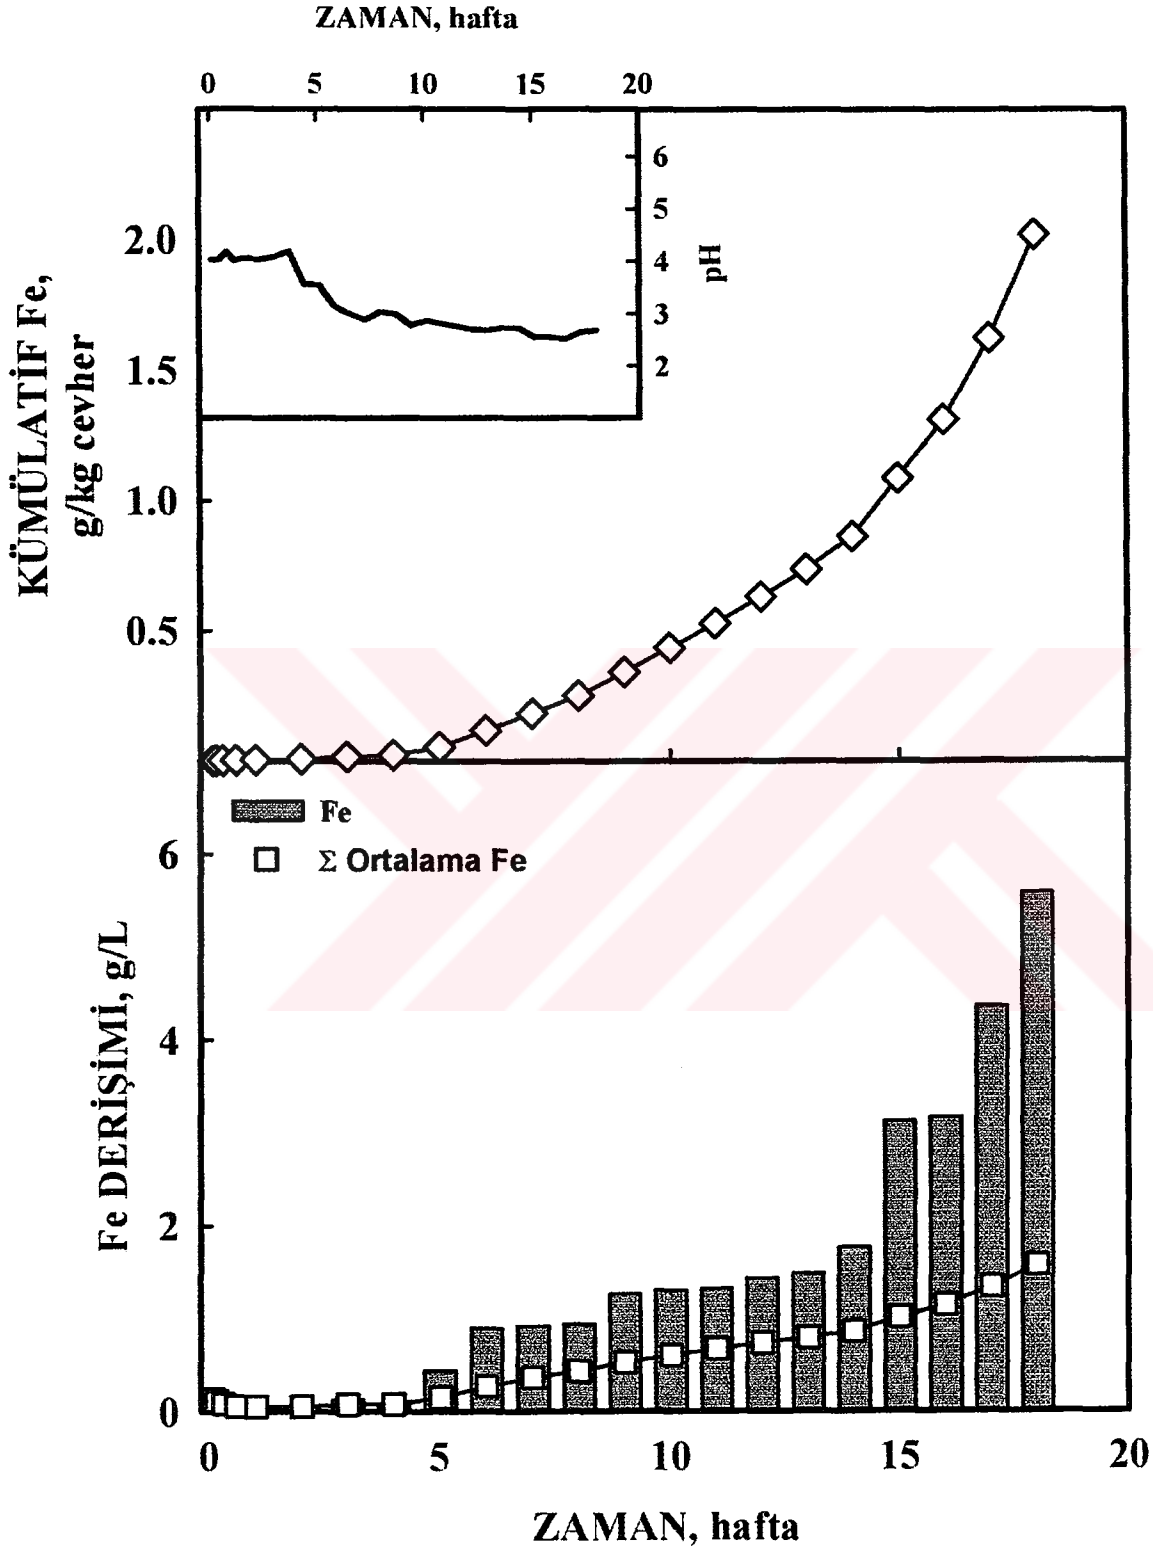 ZAMAN, hafta
0 5 10 15 20
6
5
4
3
2
pH
2.0
1.5
1.0
0.5
KÜMÜLATİF Fe,
g/kg cevher
Fe
Σ Ortalama Fe
6
4
2
0
Fe DERİŞİMİ, g/L
0 5 10 15 20
ZAMAN, hafta